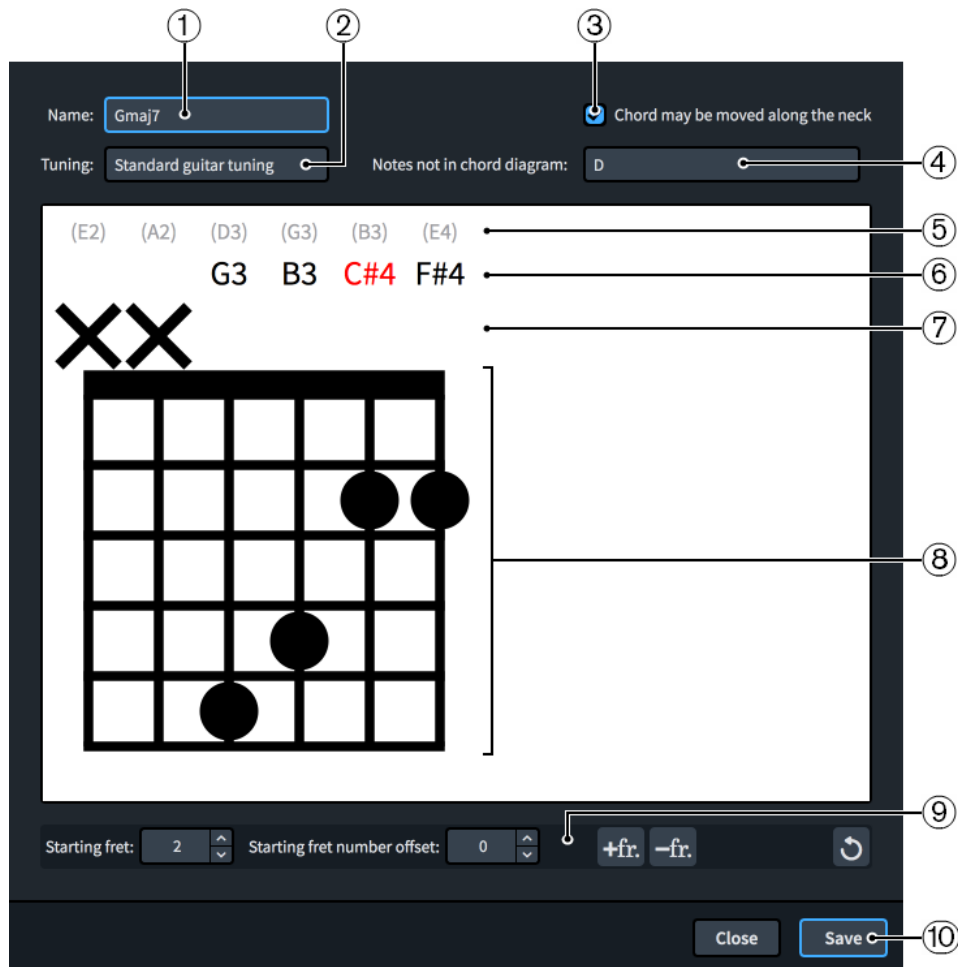 ① ② ③
Name: Gmaj7 Chord may be moved along the neck
Tuning: Standard guitar tuning Notes not in chord diagram: D ④
(E2) (A2) (D3) (G3) (B3) (E4) ⑤
G3 B3 C#4 F#4 ⑥
⑦
⑧
⑨
Starting fret: 2 Starting fret number offset: 0 +fr. −fr.
Close Save ⑩